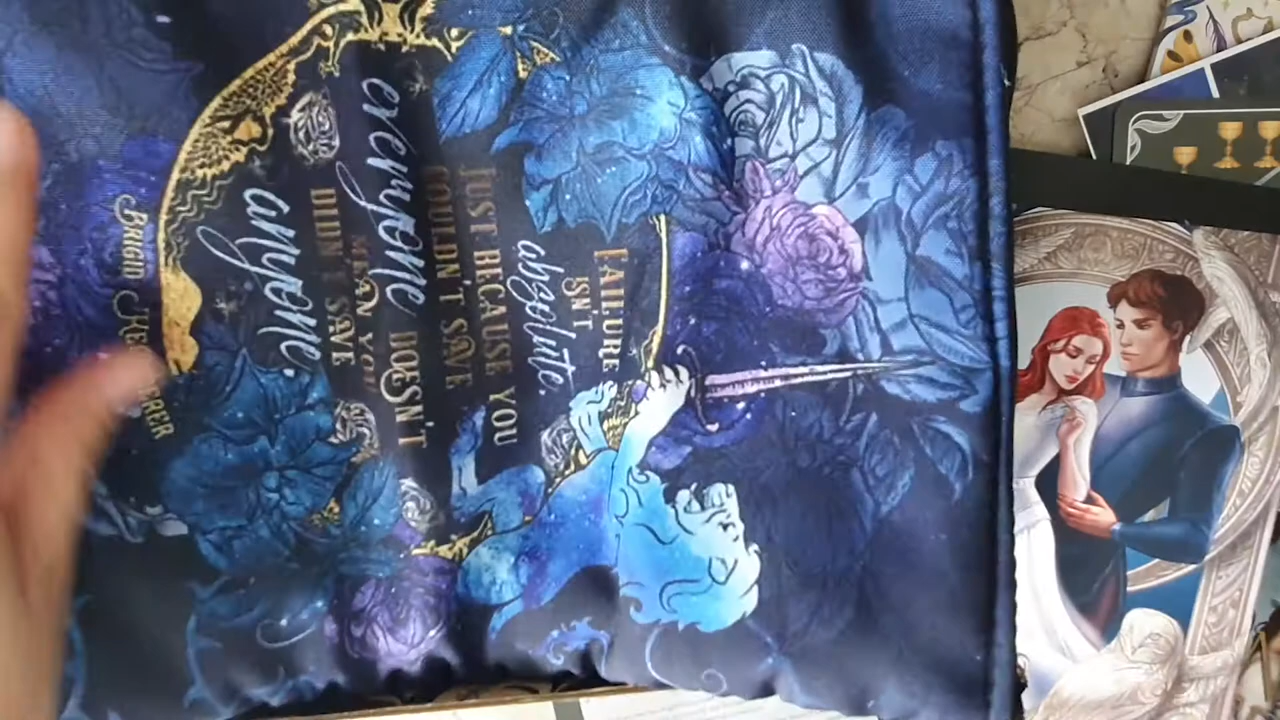 FAILURE
ISN'T
absolute.
JUST BECAUSE YOU
COULDN'T SAVE
everyone DOESN'T
MEAN YOU
DIDN'T SAVE
anyone.
BRIGID